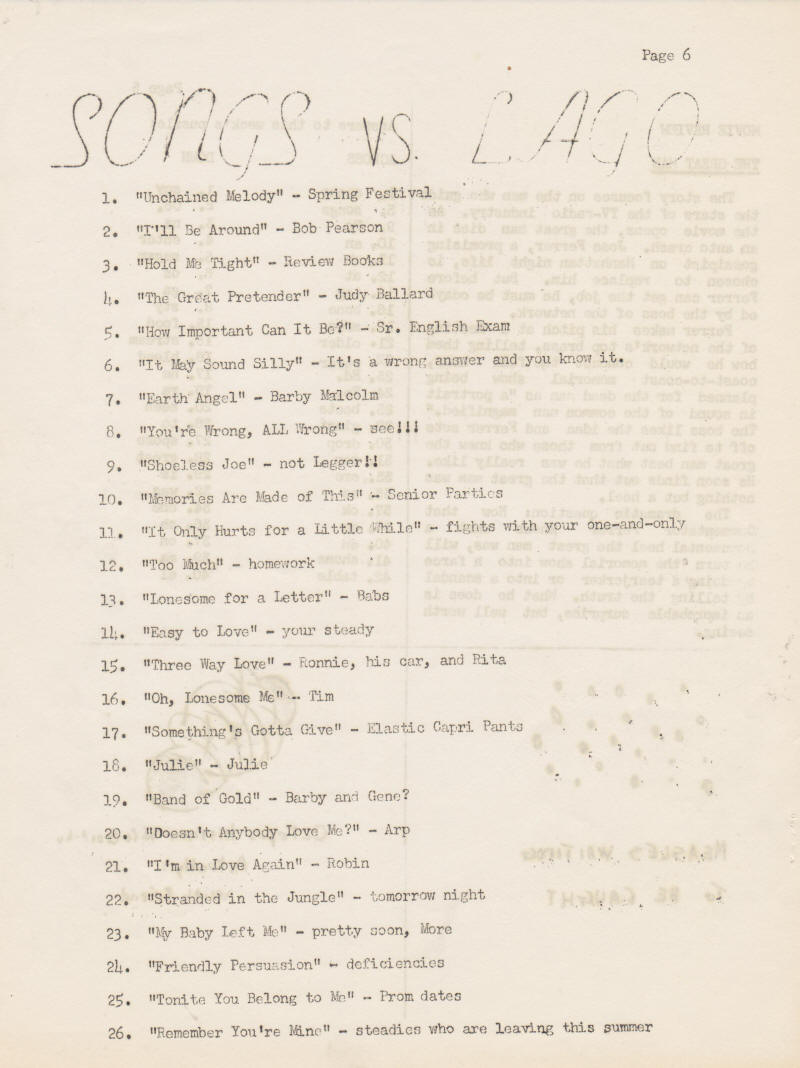 Page 6
SONGS VS. LAGO
1. "Unchained Melody" - Spring Festival
2. "I'll Be Around" - Bob Pearson
3. "Hold Me Tight" - Review Books
4. "The Great Pretender" - Judy Ballard
5. "How Important Can It Be?" - Sr. English Exam
6. "It May Sound Silly" - It's a wrong answer and you know it.
7. "Earth Angel" - Barby Malcolm
8. "You're Wrong, ALL Wrong" - see!!!
9. "Shoeless Joe" - not Legger!!
10. "Memories Are Made of This" - Senior Parties
11. "It Only Hurts for a Little While" - fights with your one-and-only
12. "Too Much" - homework
13. "Lonesome for a Letter" - Babs
14. "Easy to Love" - your steady
15. "Three Way Love" - Ronnie, his car, and Rita
16. "Oh, Lonesome Me" - Tim
17. "Something's Gotta Give" - Elastic Capri Pants
18. "Julie" - Julie
19. "Band of Gold" - Barby and Gene?
20. "Doesn't Anybody Love Me?" - Arp
21. "I'm in Love Again" - Robin
22. "Stranded in the Jungle" - tomorrow night
23. "My Baby Left Me" - pretty soon, More
24. "Friendly Persuasion" - deficiencies
25. "Tonite You Belong to Me" - Prom dates
26. "Remember You're Mine" - steadies who are leaving this summer